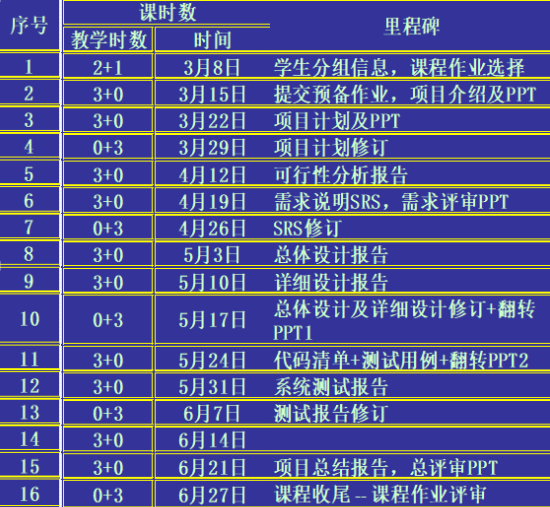 序号 课时数 里程碑
教学时数 时间
1 2+1 3月8日 学生分组信息，课程作业选择
2 3+0 3月15日 提交预备作业，项目介绍及PPT
3 3+0 3月22日 项目计划及PPT
4 0+3 3月29日 项目计划修订
5 3+0 4月12日 可行性分析报告
6 3+0 4月19日 需求说明SRS，需求评审PPT
7 0+3 4月26日 SRS修订
8 3+0 5月3日 总体设计报告
9 3+0 5月10日 详细设计报告
10 0+3 5月17日 总体设计及详细设计修订+翻转
PPT1
11 3+0 5月24日 代码清单+测试用例+翻转PPT2
12 3+0 5月31日 系统测试报告
13 0+3 6月7日 测试报告修订
14 3+0 6月14日
15 3+0 6月21日 项目总结报告，总评审PPT
16 0+3 6月27日 课程收尾--课程作业评审